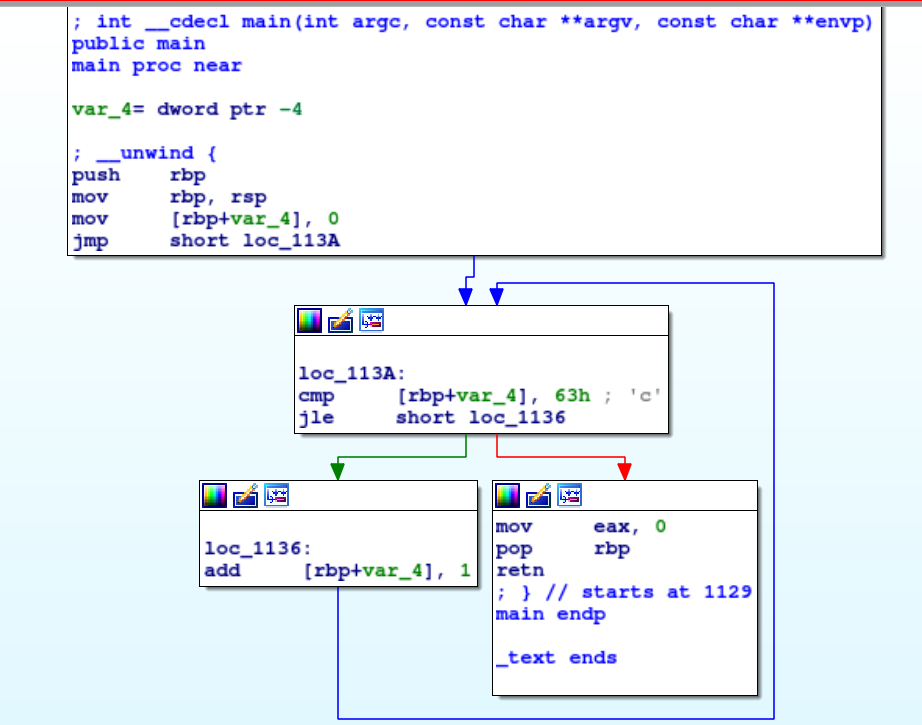 ; int __cdecl main(int argc, const char **argv, const char **envp)
public main
main proc near
var_4= dword ptr -4
; __unwind {
push rbp
mov rbp, rsp
mov [rbp+var_4], 0
jmp short loc_113A
loc_113A:
cmp [rbp+var_4], 63h ; 'c'
jle short loc_1136
loc_1136:
add [rbp+var_4], 1
mov eax, 0
pop rbp
retn
; } // starts at 1129
main endp
_text ends